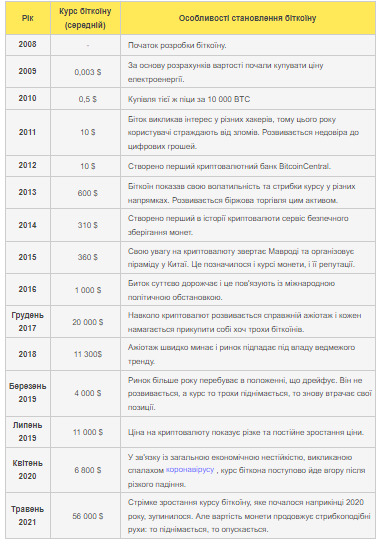 Рік
Курс біткоїну
(середній)
Особливості становлення біткоїну
2008
-
Початок розробки біткоїну.
2009
0,003 $
За основу розрахунків вартості почали купувати ціну
електроенергії.
2010
0,5 $
Купівля тієї ж піци за 10 000 BTC
2011
10 $
Біток викликав інтерес у різних хакерів, тому цього року
користувачі страждають від зломів. Розвивається недовіра до
цифрових грошей.
2012
10 $
Створено перший криптовалютний банк BitcoinCentral.
2013
600 $
Біткоїн показав свою волатильність та стрибки курсу у різних
напрямках. Розвивається біркова торгівля цим активом.
2014
310 $
Створено перший в історії криптовалюти сервіс безпечного
зберігання монет.
2015
360 $
Свою увагу на криптовалюту звертає Мавроді та організовує
піраміду у Китаї. Це позначилося і курсі монети, і її репутації.
2016
1 000 $
Биток суттєво дорожчає і це пов'язують із міжнародною
політичною обстановкою.
Грудень
2017
20 000 $
Навколо криптовалют розвивається справжній ажіотаж і кожен
намагається прикупити собі хоч трохи біткоїнів.
2018
11 300$
Ажіотаж швидко минає і ринок підпадає під владу ведмежого
тренду.
Березень
2019
4 000 $
Ринок більше року перебуває в положенні, що дрейфує. Він не
розвивається, а курс то трохи піднімається, то знову втрачає свої
позиції.
Липень
2019
11 000 $
Ціна на криптовалюту показує різке та постійне зростання ціни.
Квітень
2020
6 800 $
У зв'язку із загальною економічною нестійкістю, викликаною
спалахом коронавірусу , курс біткона поступово йде вгору після
різкого падіння.
Травень
2021
56 000 $
Стрімке зростання курсу біткоїну, яке почалося наприкінці 2020
року, зупинилося. Але вартість монети продовжує стрибкоподібні
рухи: то піднімається, то опускається.